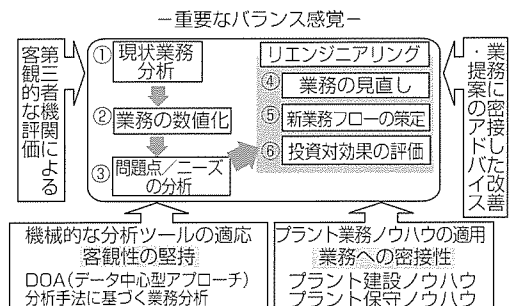 －重要なバランス感覚－
第三者機関による
客観的な評価
① 現状業務
分析
② 業務の数値化
③ 問題点／ニーズ
の分析
リエンジニアリング
④ 業務の見直し
⑤ 新業務フローの策定
⑥ 投資対効果の評価
業務に密接した改善
・提案のアドバイス
機械的な分析ツールの適応
客観性の堅持
DOA(データ中心型アプローチ)
分析手法に基づく業務分析
プラント業務ノウハウの適用
業務への密接性
プラント建設ノウハウ
プラント保守ノウハウ